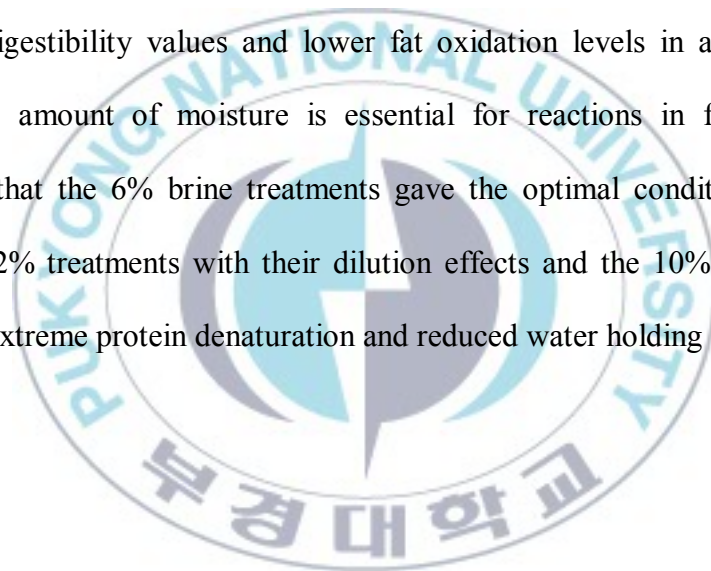 igestibility values and lower fat oxidation levels in a
amount of moisture is essential for reactions in f
that the 6% brine treatments gave the optimal condit
2% treatments with their dilution effects and the 10%
xtreme protein denaturation and reduced water holding
PUKYONG NATIONAL UNIVERSITY
부경대학교